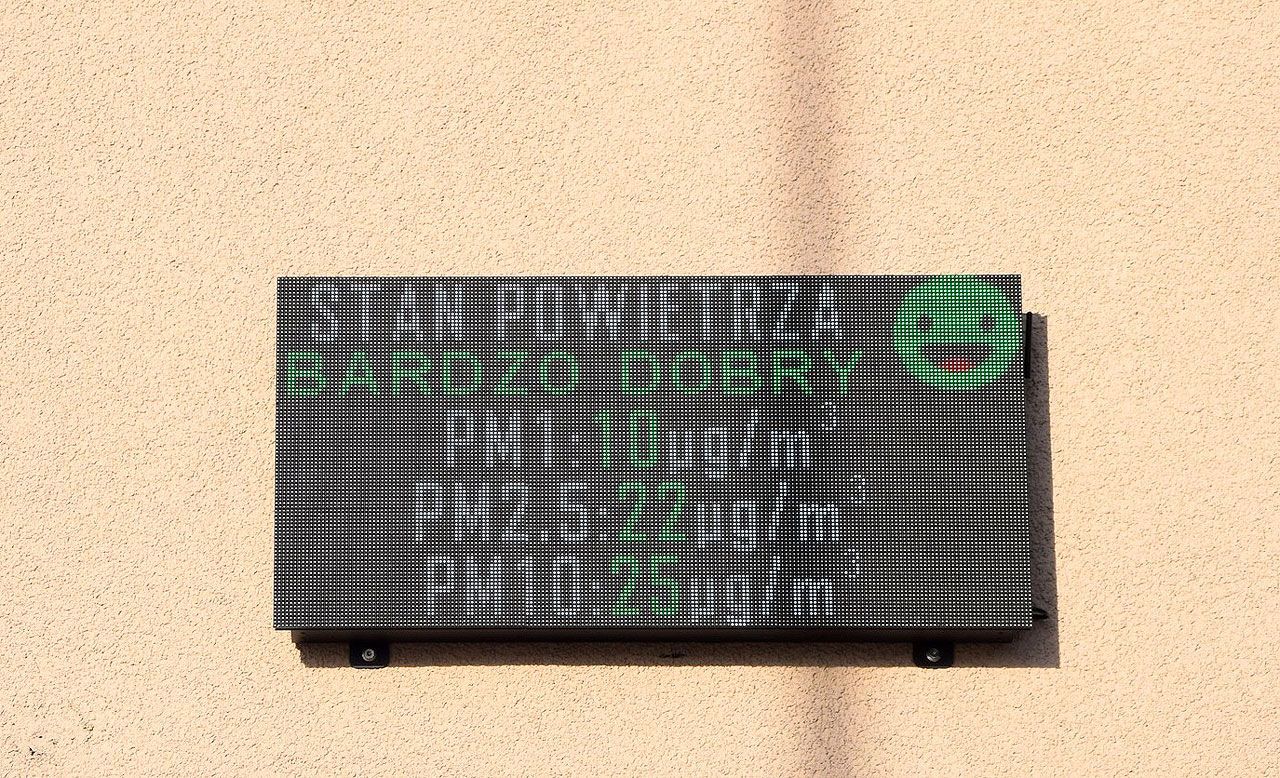 STAN POWIETRZA
BARDZO DOBRY
PM1:10µg/m³
PM2.5:22µg/m³
PM10:25µg/m³